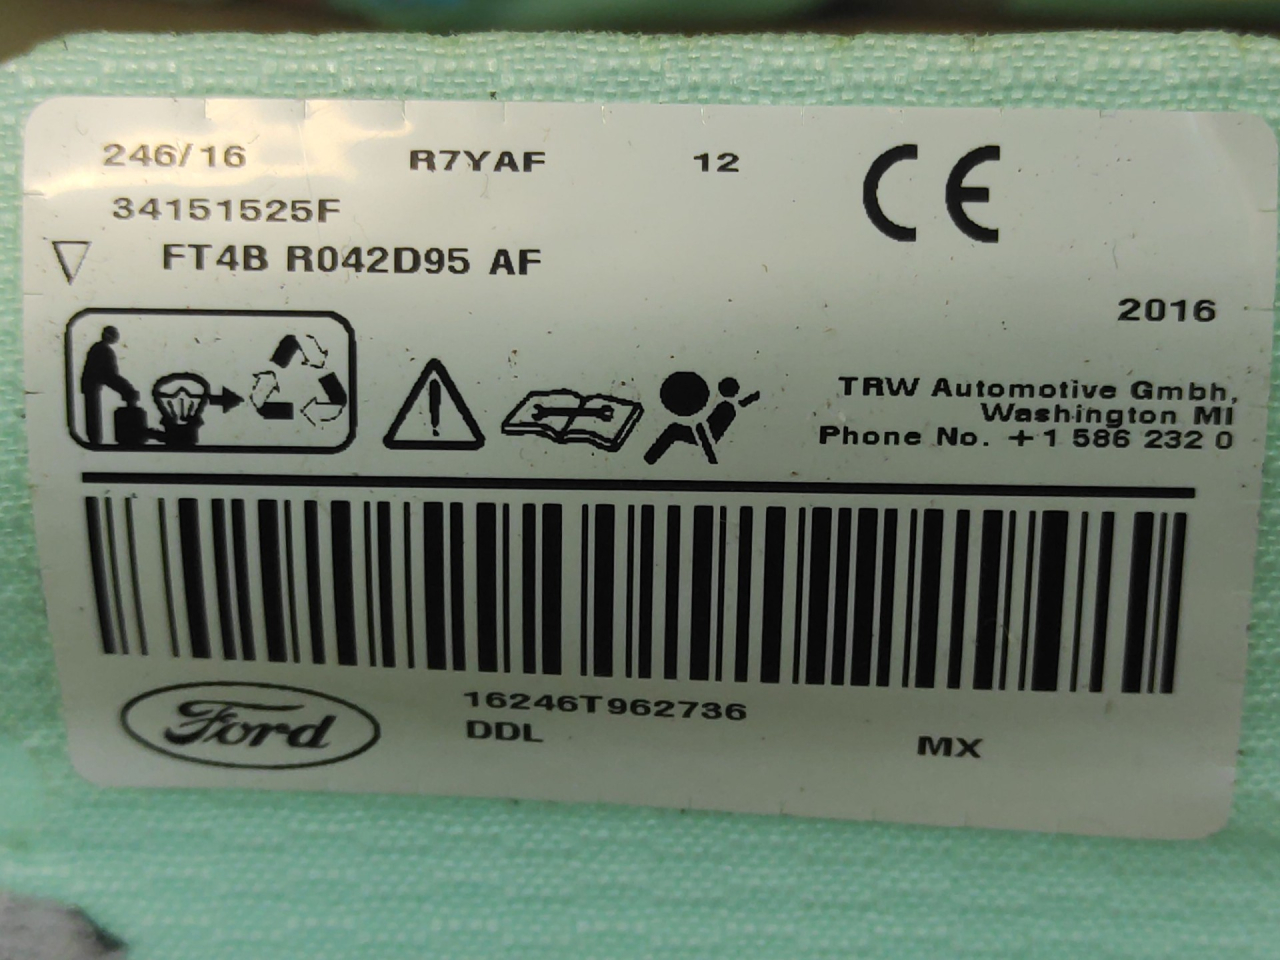 246/16 R7YAF 12 CE
34151525F
FT4B R042D95 AF
2016
TRW Automotive Gmbh,
Washington MI
Phone No. +1 586 232 0
Ford
16246T962736
DDL
MX